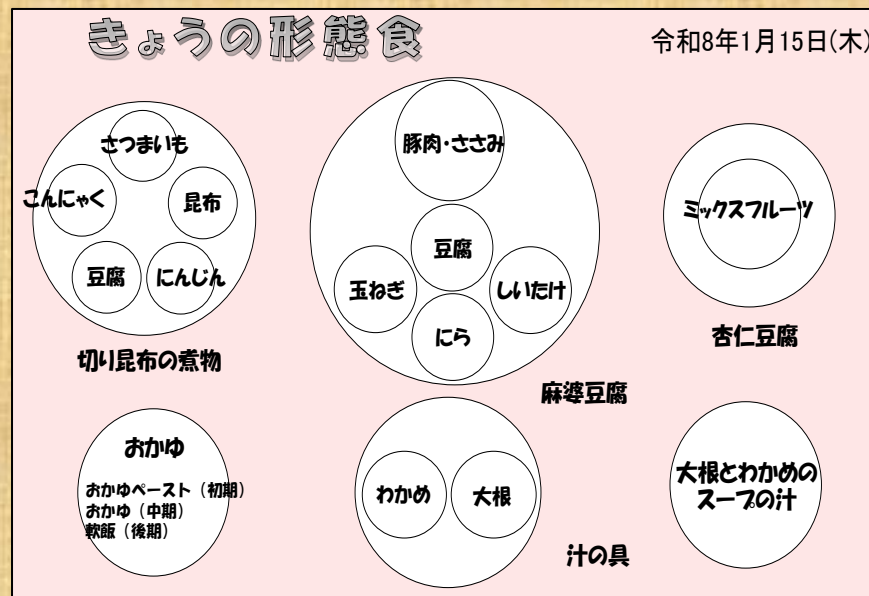 きょうの形態食
令和8年1月15日(木)
さつまいも
こんにゃく
昆布
豆腐
にんじん
切り昆布の煮物
豚肉・ささみ
豆腐
玉ねぎ
しいたけ
にら
麻婆豆腐
ミックスフルーツ
杏仁豆腐
おかゆ
おかゆペースト（初期）
おかゆ（中期）
軟飯（後期）
わかめ
大根
汁の具
大根とわかめの
スープの汁